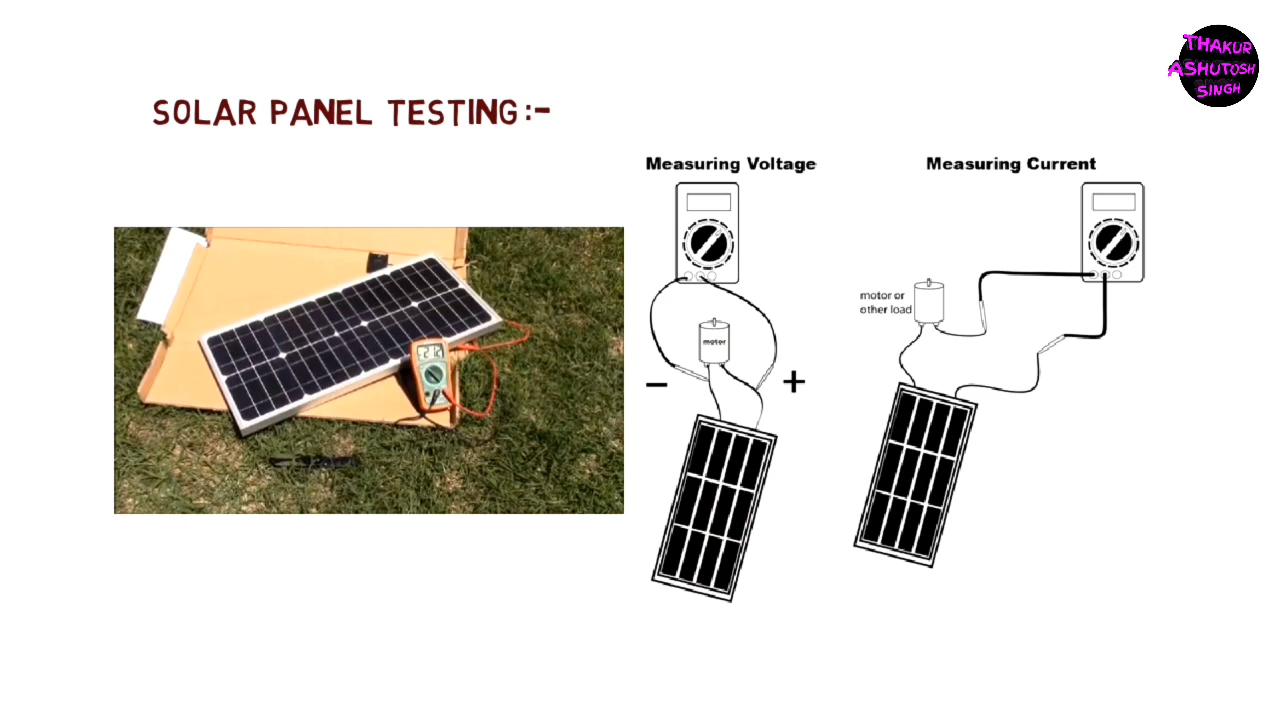 THAKUR
ASHUTOSH
SINGH
SOLAR PANEL TESTING:-
Measuring Voltage
Measuring Current
motor or
other load
motor
−
+